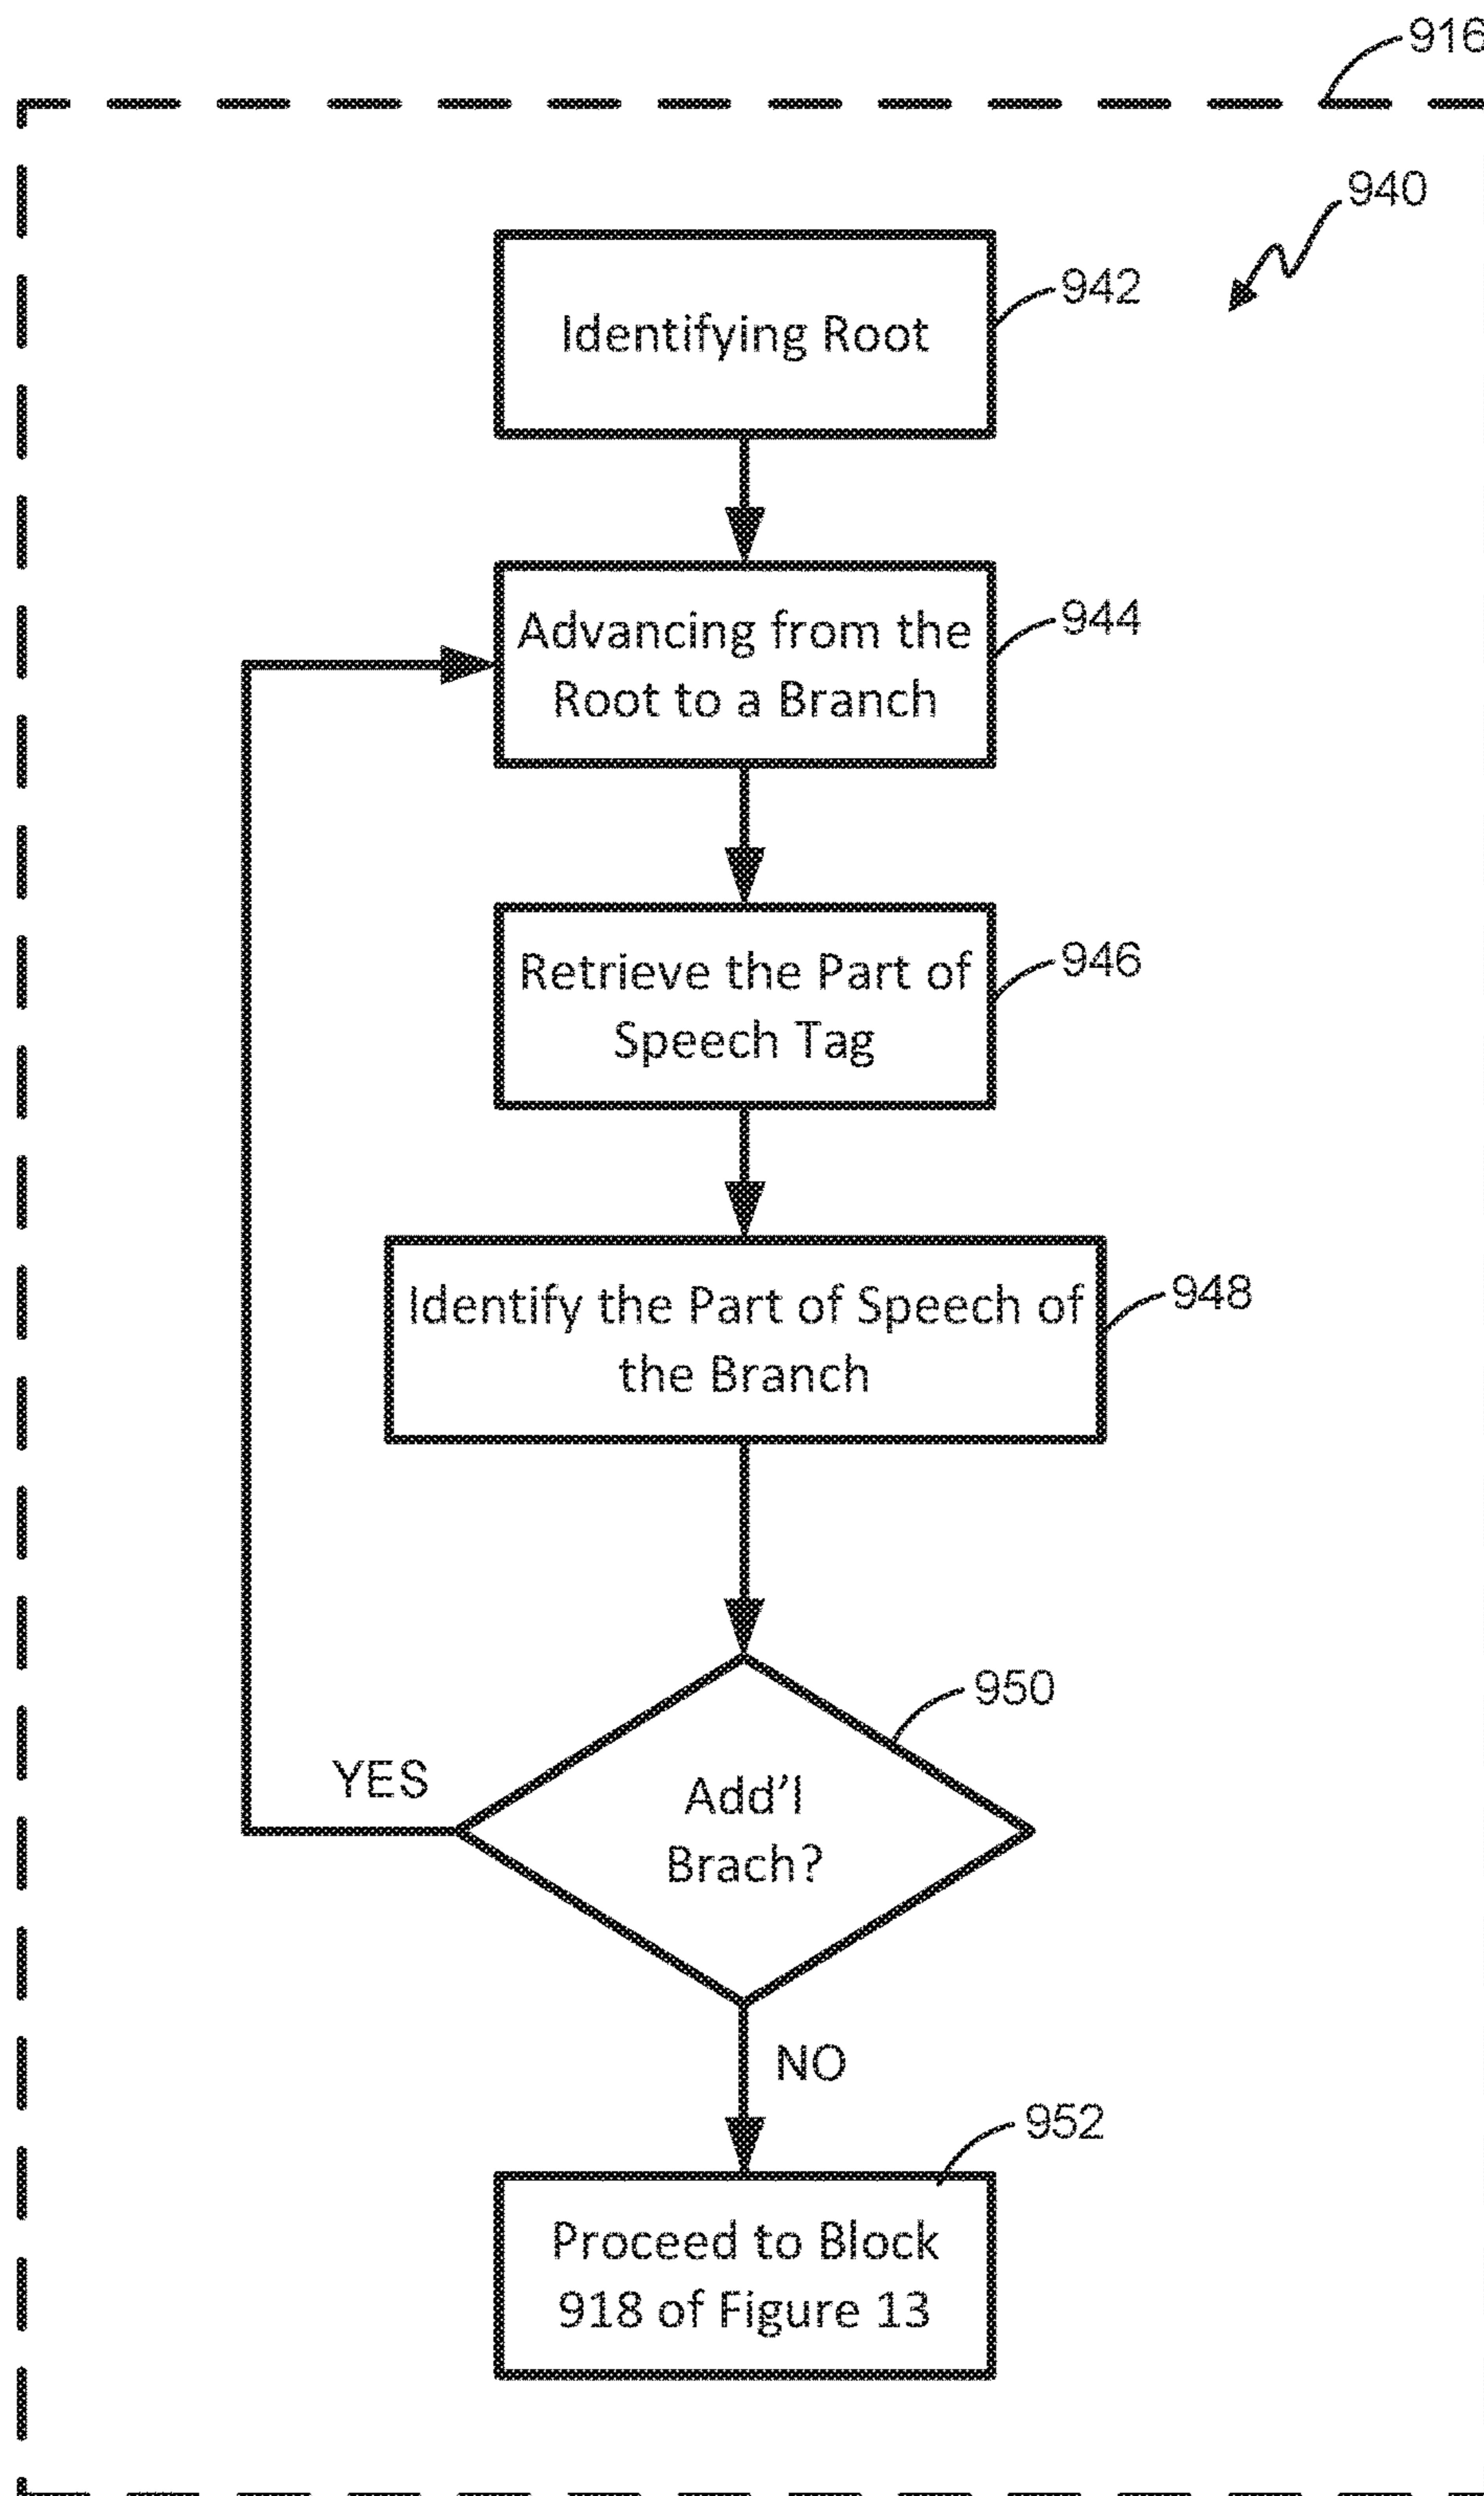 916
940
Identifying Root
942
Advancing from the
Root to a Branch
944
Retrieve the Part of
Speech Tag
946
Identify the Part of Speech of
the Branch
948
950
YES
Add'l
Brach?
NO
952
Proceed to Block
918 of Figure 13